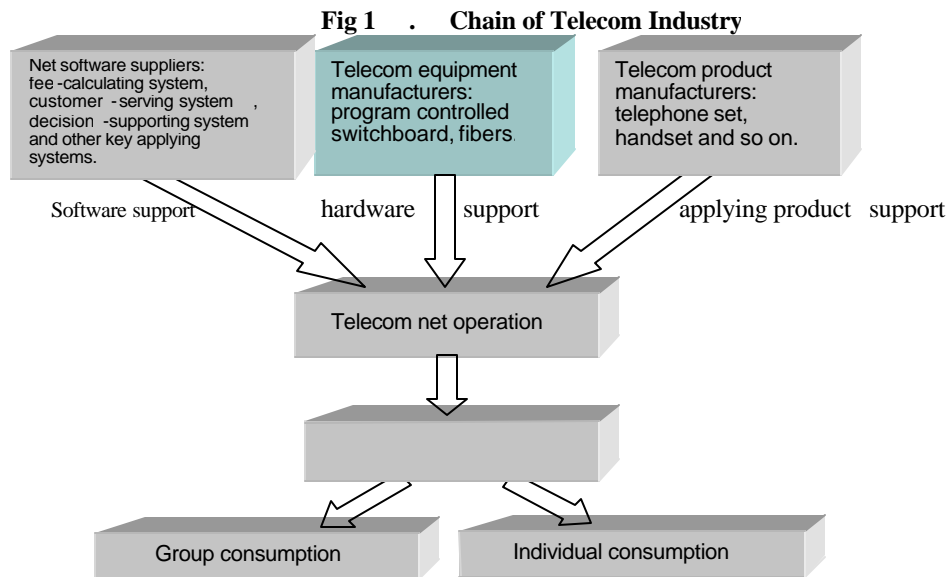 Fig 1 . Chain of Telecom Industry
Net software suppliers:
fee -calculating system,
customer -serving system ,
decision -supporting system
and other key applying
systems.
Telecom equipment
manufacturers:
program controlled
switchboard, fibers.
Telecom product
manufacturers:
telephone set,
handset and so on.
Software support
hardware support
applying product support
Telecom net operation
Group consumption
Individual consumption